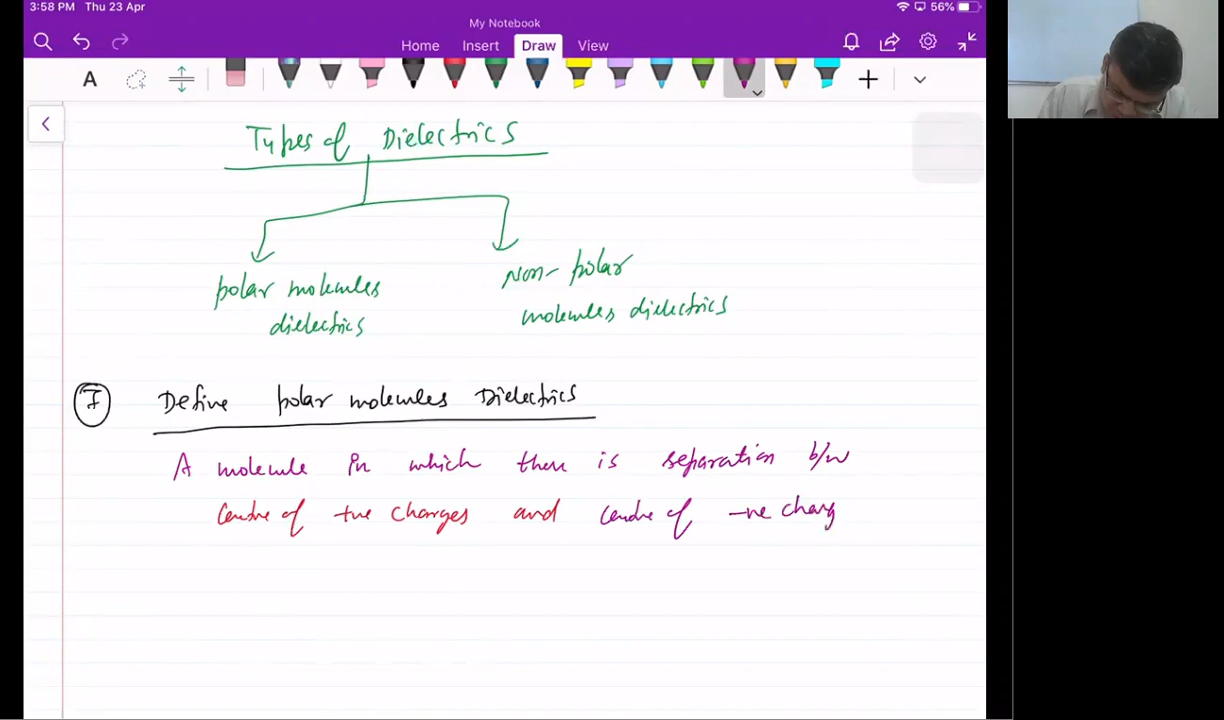 3:58 PM Thu 23 Apr
56%
My Notebook
Home Insert Draw View
A
Types of Dielectrics
polar molecules
dielectrics
Non-polar
molecules dielectrics
I Define polar molecules Dielectrics
A molecule in which there is separation b/w
centre of +ve charges and centre of -ve charg